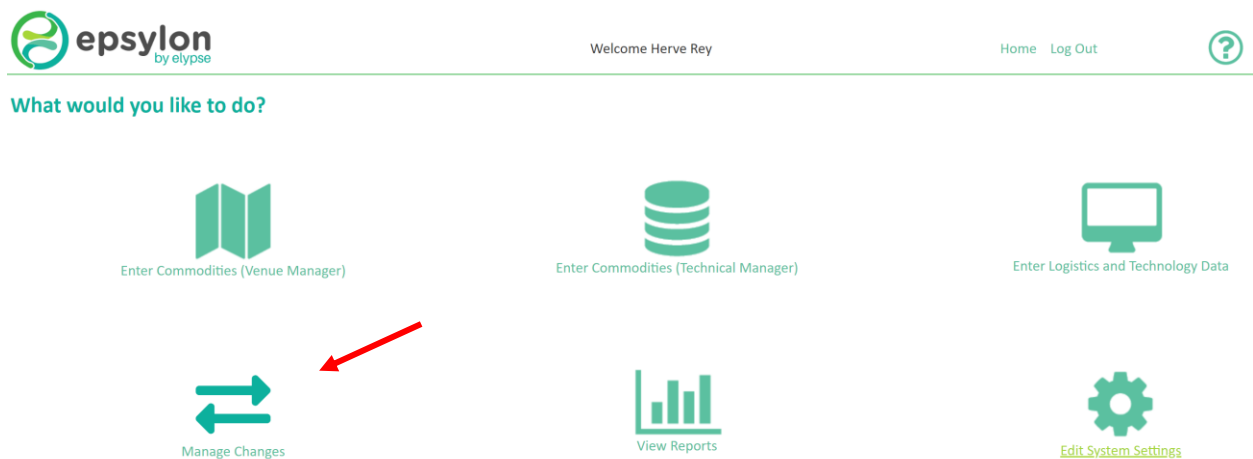 epsylon
by elypse
Welcome Herve Rey
Home Log Out
?
What would you like to do?
Enter Commodities (Venue Manager)
Enter Commodities (Technical Manager)
Enter Logistics and Technology Data
Manage Changes
View Reports
Edit System Settings